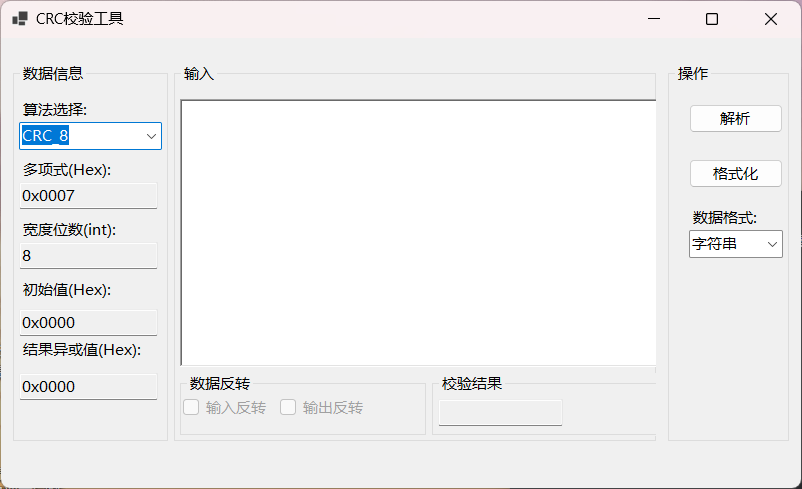 CRC校验工具
数据信息
算法选择:
CRC_8
多项式(Hex):
0x0007
宽度位数(int):
8
初始值(Hex):
0x0000
结果异或值(Hex):
0x0000
输入
数据反转
输入反转
输出反转
校验结果
操作
解析
格式化
数据格式:
字符串